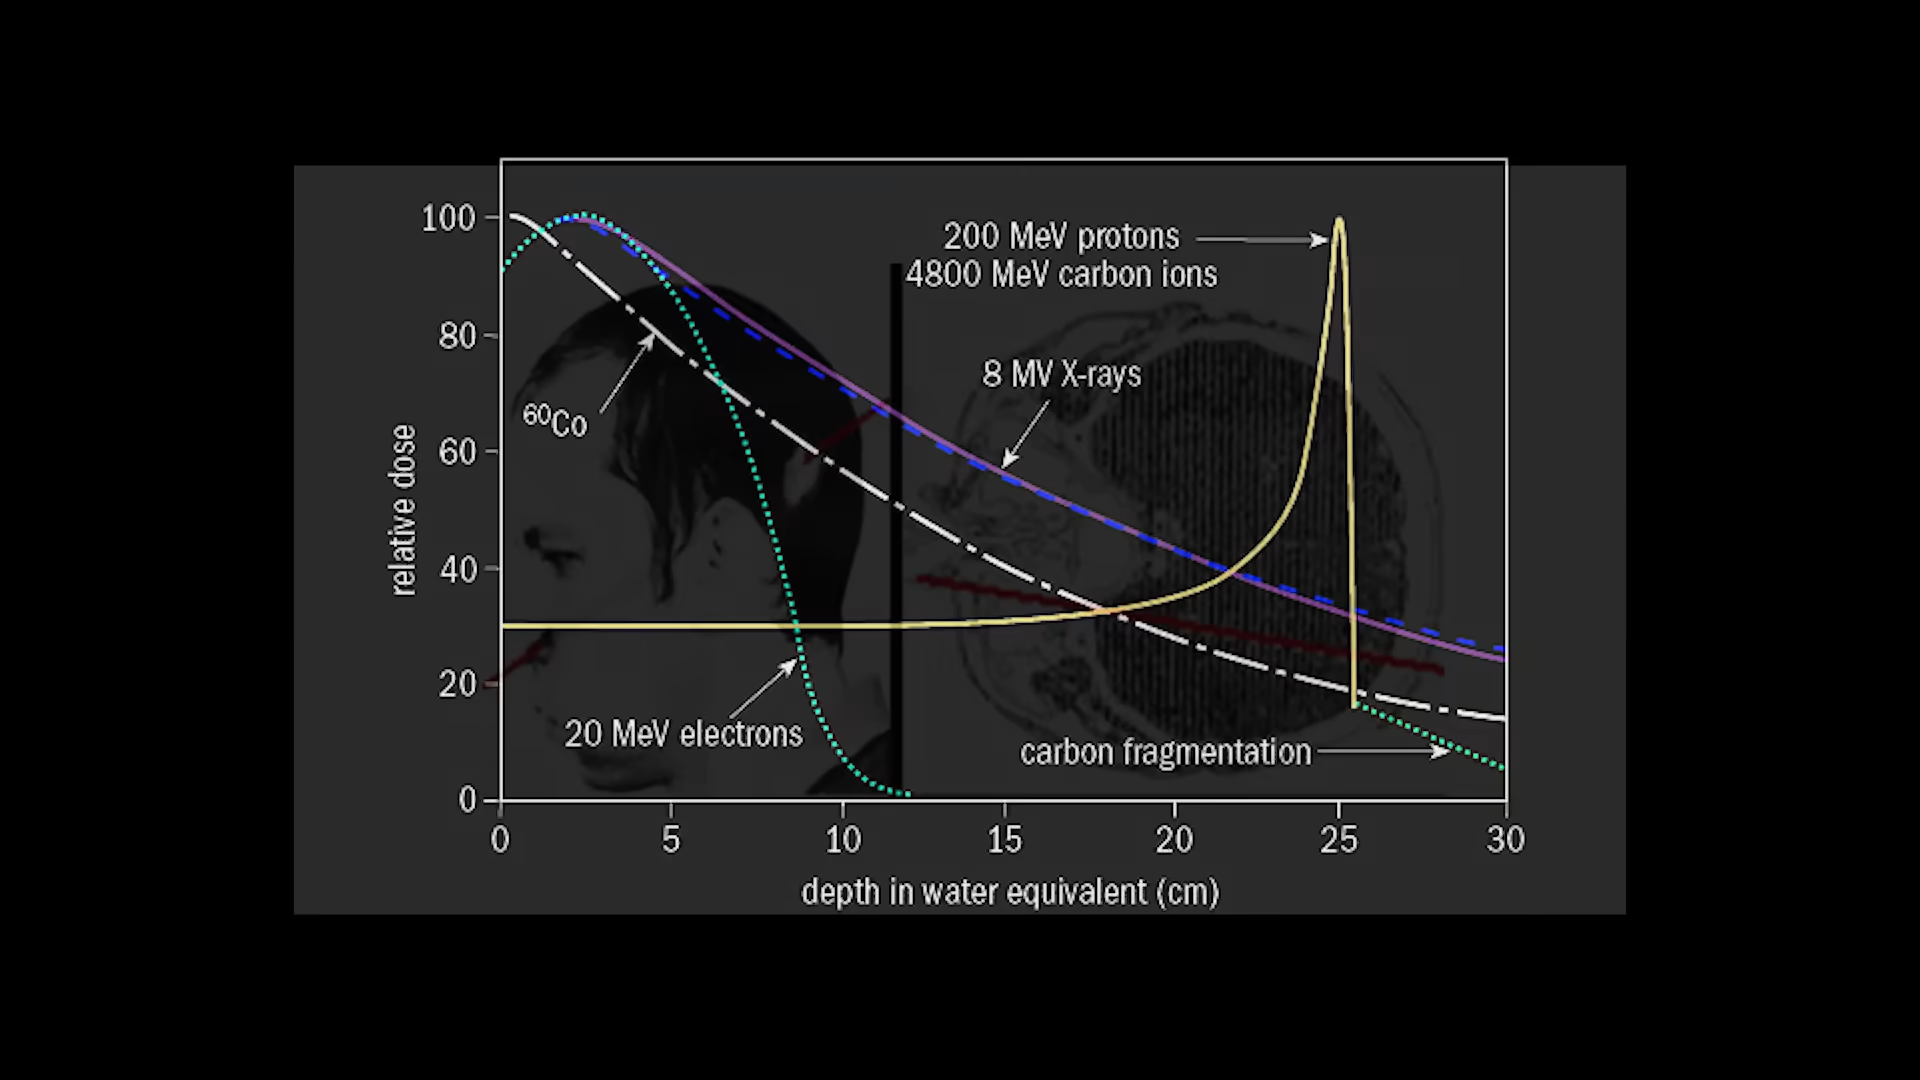 100
80
60
40
20
0
relative dose
200 MeV protons
4800 MeV carbon ions
8 MV X-rays
⁶⁰Co
20 MeV electrons
carbon fragmentation
0 5 10 15 20 25 30
depth in water equivalent (cm)